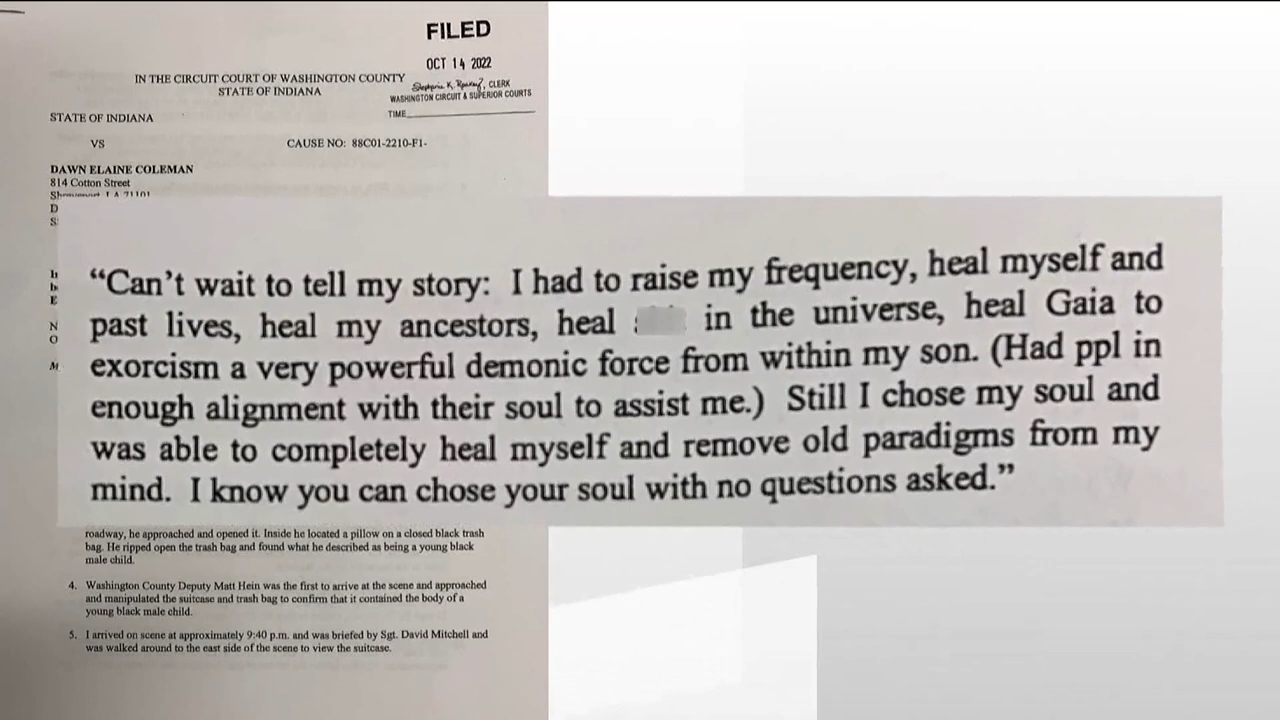 FILED
OCT 14 2022
IN THE CIRCUIT COURT OF WASHINGTON COUNTY
STATE OF INDIANA
CLERK
WASHINGTON CIRCUIT & SUPERIOR COURTS
TIME
STATE OF INDIANA
VS
CAUSE NO: 88C01-2210-F1-
DAWN ELAINE COLEMAN
814 Cotton Street
“Can’t wait to tell my story: I had to raise my frequency, heal myself and
past lives, heal my ancestors, heal in the universe, heal Gaia to
exorcism a very powerful demonic force from within my son. (Had ppl in
enough alignment with their soul to assist me.) Still I chose my soul and
was able to completely heal myself and remove old paradigms from my
mind. I know you can chose your soul with no questions asked.”
roadway, he approached and opened it. Inside he located a pillow on a closed black trash
bag. He ripped open the trash bag and found what he described as being a young black
male child.
4. Washington County Deputy Matt Hein was the first to arrive at the scene and approached
and manipulated the suitcase and trash bag to confirm that it contained the body of a
young black male child.
5. I arrived on scene at approximately 9:40 p.m. and was briefed by Sgt. David Mitchell and
was walked around to the east side of the scene to view the suitcase.